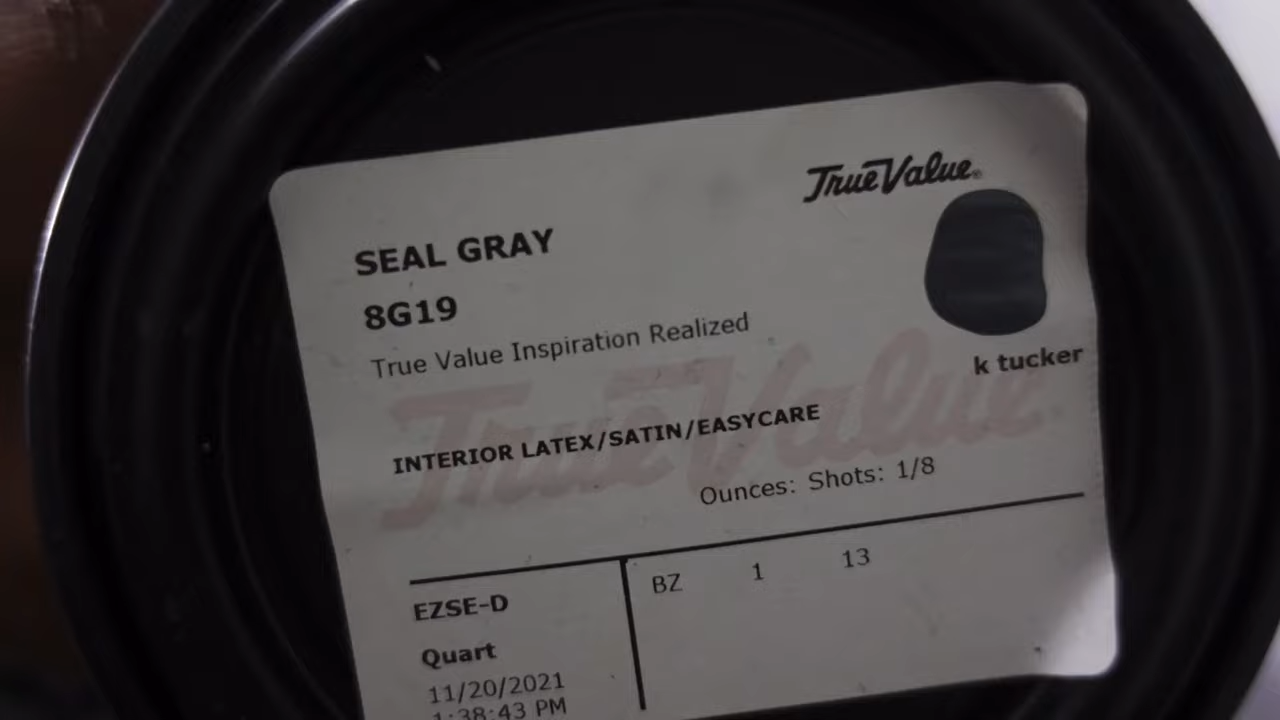 TrueValue®
SEAL GRAY
8G19
True Value Inspiration Realized
k tucker
True Value
INTERIOR LATEX/SATIN/EASYCARE
Ounces: Shots: 1/8
BZ 1 13
EZSE-D
Quart
11/20/2021
1:38:43 PM